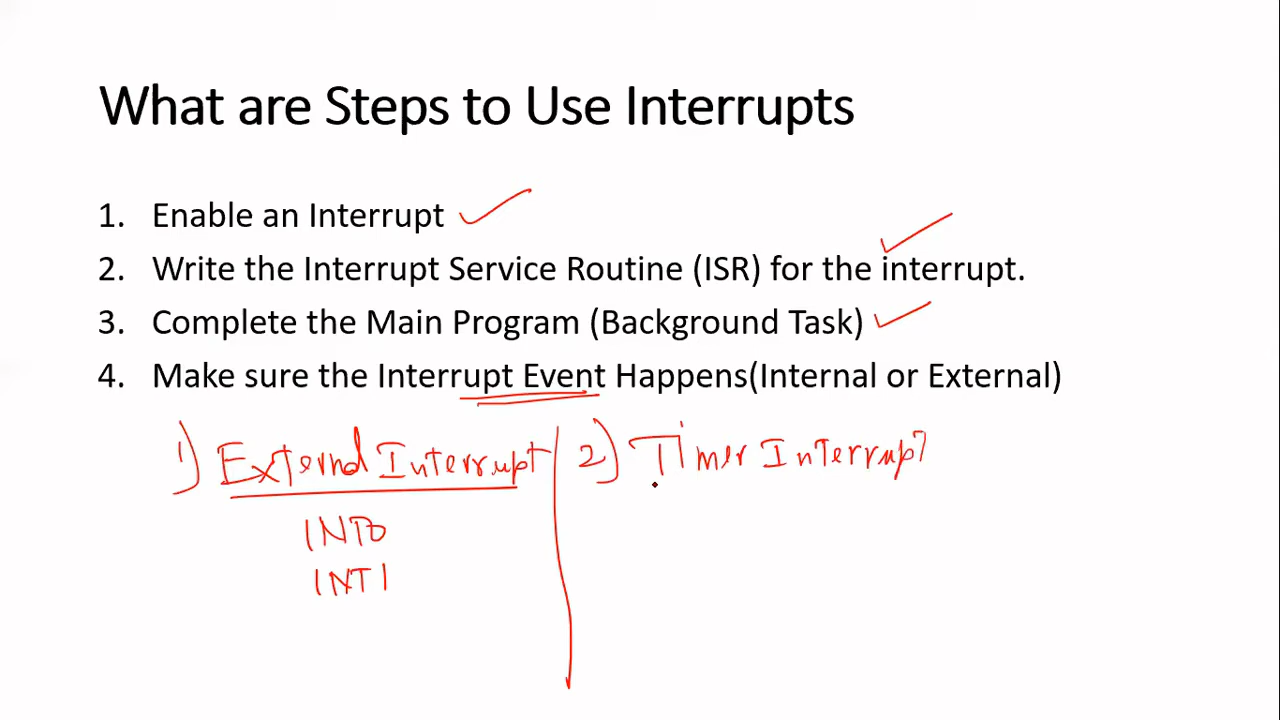 What are Steps to Use Interrupts
1. Enable an Interrupt
2. Write the Interrupt Service Routine (ISR) for the interrupt.
3. Complete the Main Program (Background Task)
4. Make sure the Interrupt Event Happens(Internal or External)
1) External Interrupt
2) Timer Interrupt
INT0
INT1